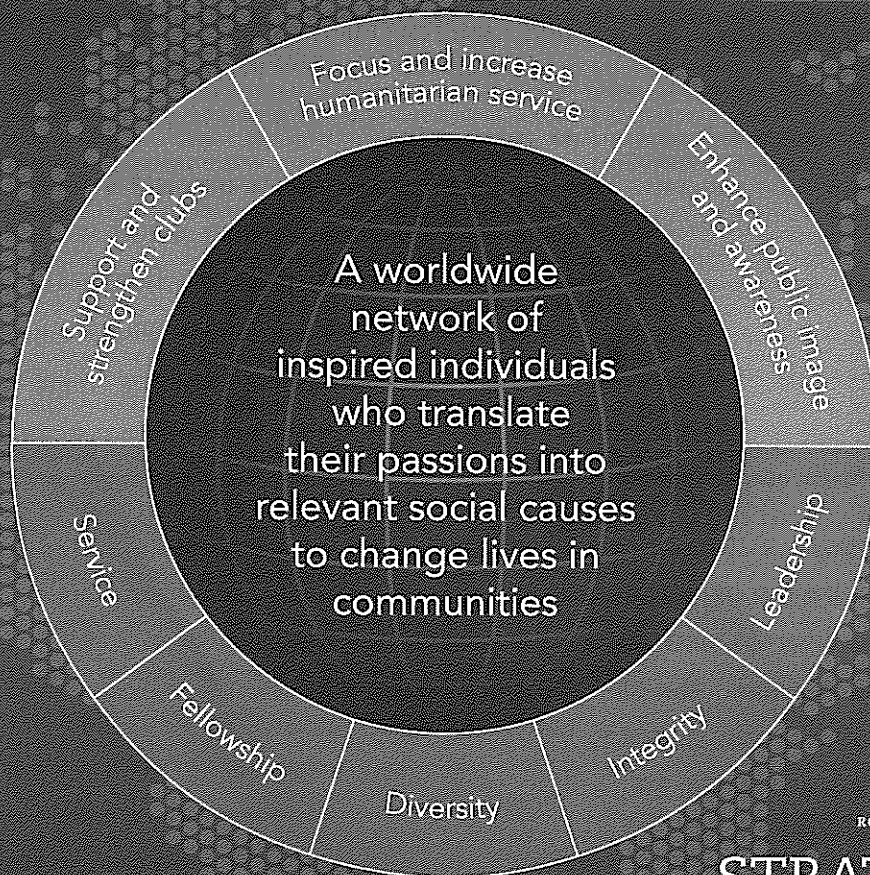 Focus and increase
humanitarian service
Enhance public image
and awareness
Support and
strengthen clubs
A worldwide
network of
inspired individuals
who translate
their passions into
relevant social causes
to change lives in
communities
Leadership
Integrity
Diversity
Fellowship
Service